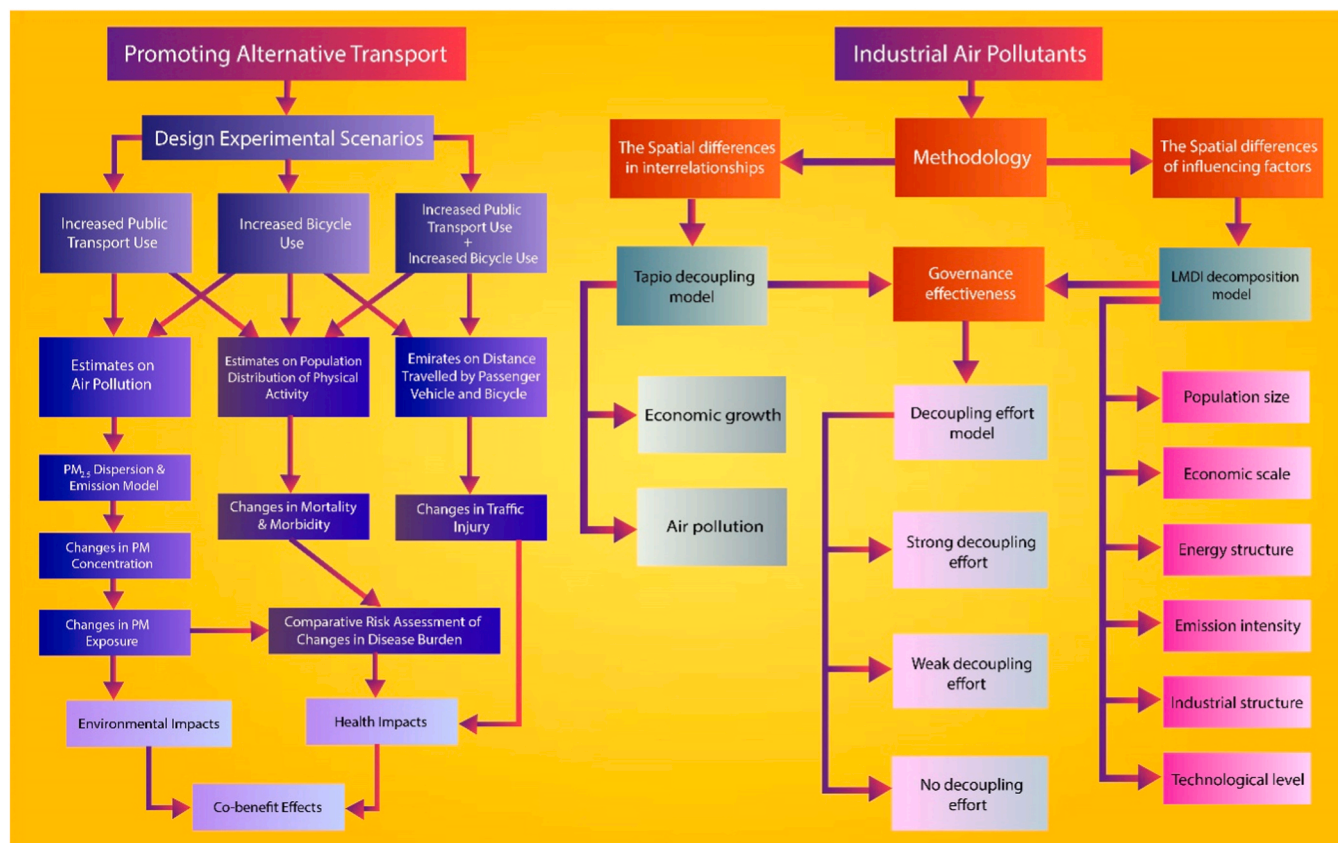 Promoting Alternative Transport
Design Experimental Scenarios
Increased Public
Transport Use
Increased Bicycle
Use
Increased Public
Transport Use
+
Increased Bicycle Use
Estimates on
Air Pollution
Estimates on Population
Distribution of Physical
Activity
Emirates on Distance
Travelled by Passenger
Vehicle and Bicycle
PM2.5 Dispersion &
Emission Model
Changes in Mortality
& Morbidity
Changes in Traffic
Injury
Changes in PM
Concentration
Changes in PM
Exposure
Comparative Risk Assessment of
Changes in Disease Burden
Environmental Impacts
Health Impacts
Co-benefit Effects
Industrial Air Pollutants
The Spatial differences
in interrelationships
Methodology
The Spatial differences
of influencing factors
Tapio decoupling
model
Governance
effectiveness
LMDI decomposition
model
Economic growth
Air pollution
Decoupling effort
model
Strong decoupling
effort
Weak decoupling
effort
No decoupling
effort
Population size
Economic scale
Energy structure
Emission intensity
Industrial structure
Technological level